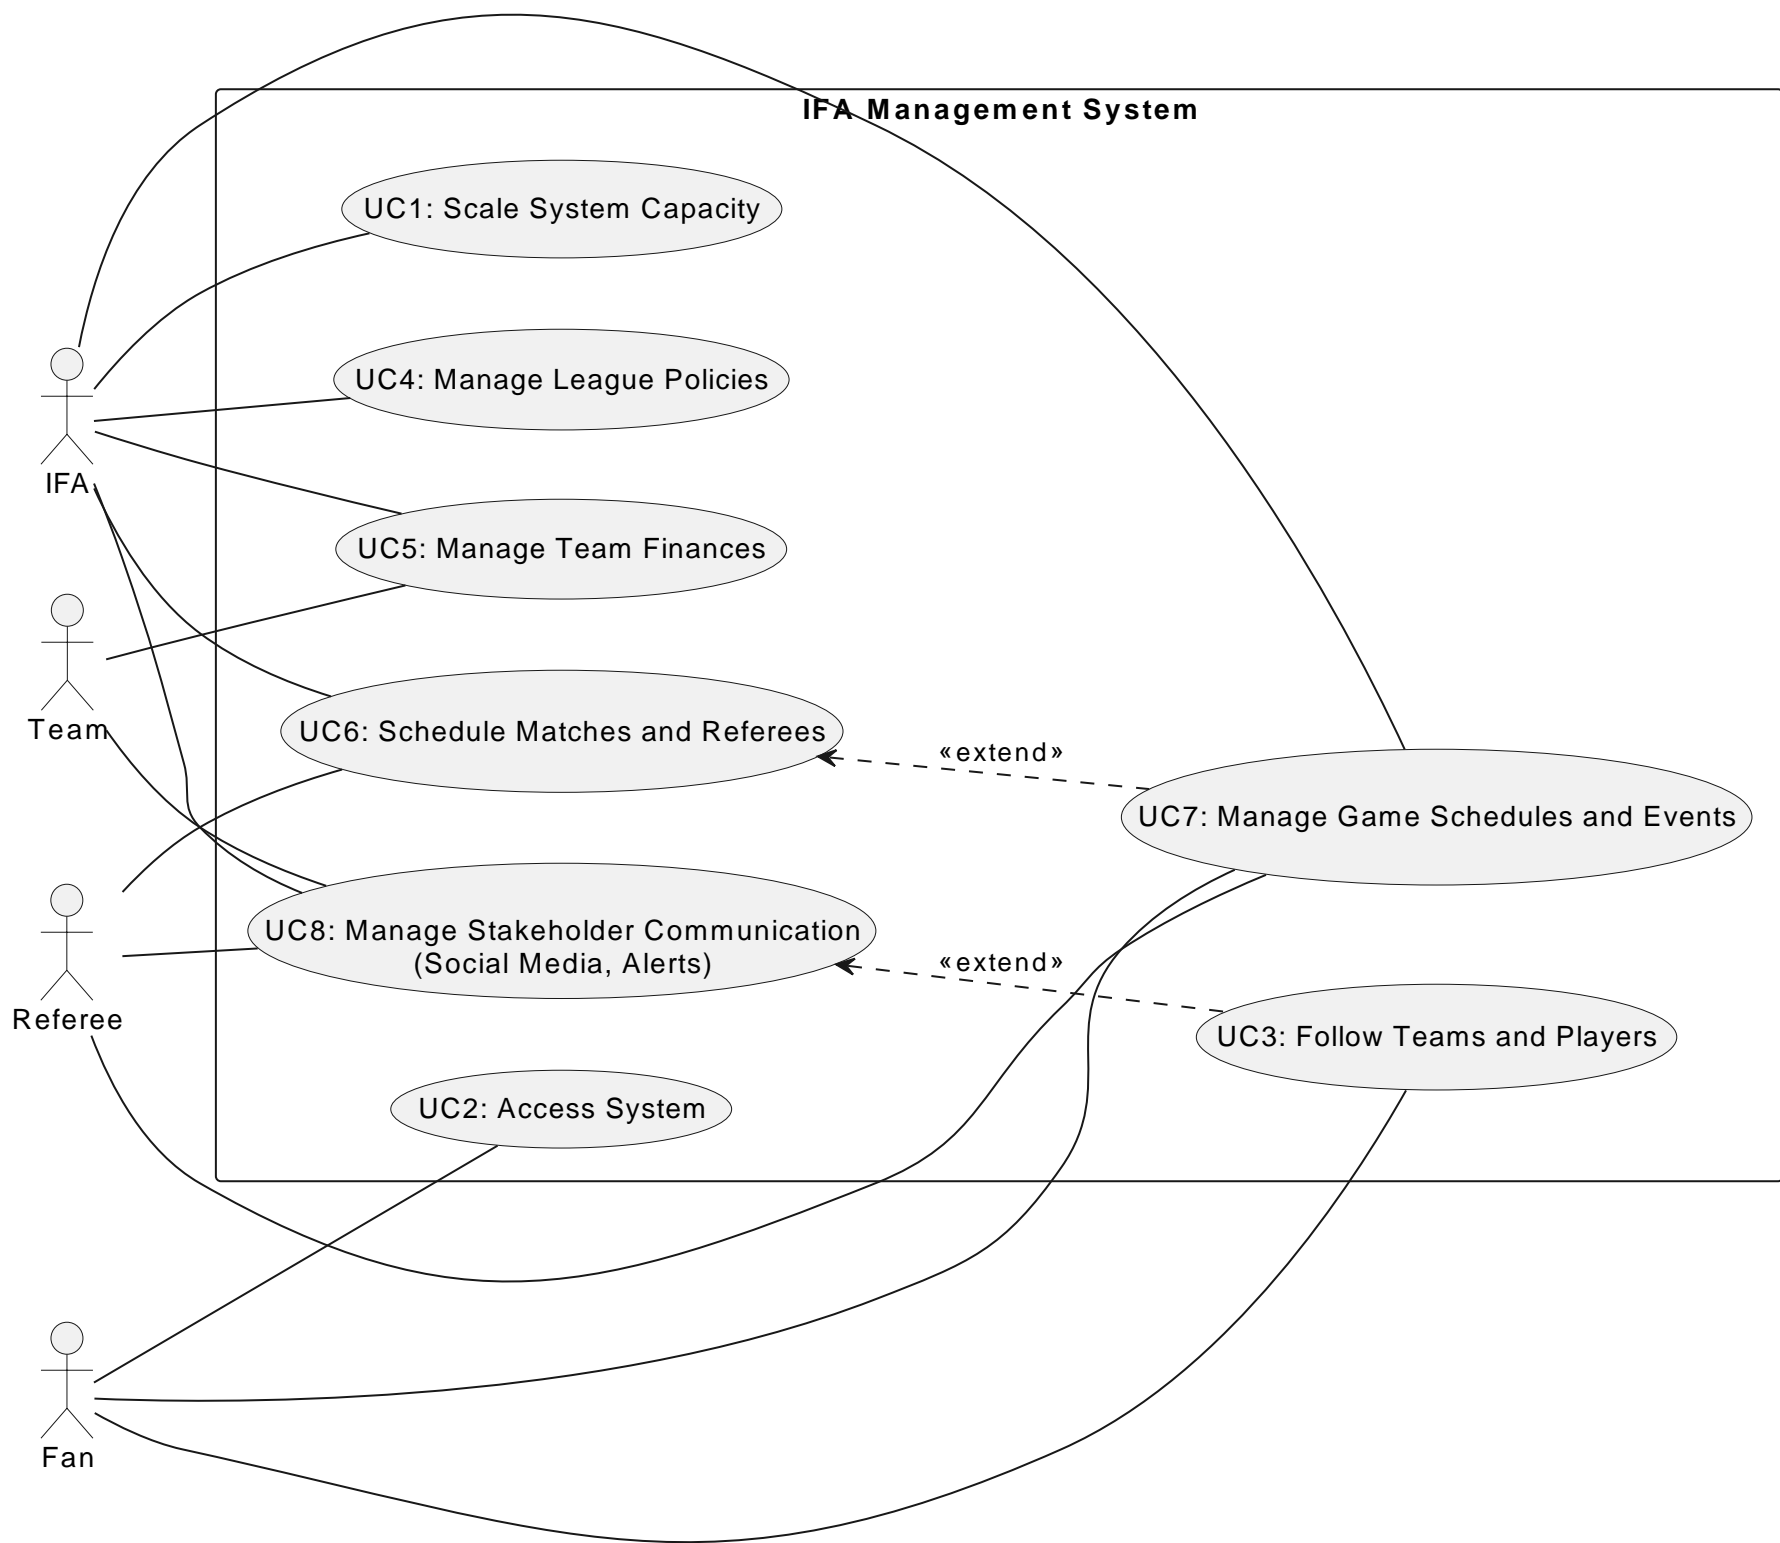 IFA Management System
UC1: Scale System Capacity
UC4: Manage League Policies
IFA
UC5: Manage Team Finances
Team
UC6: Schedule Matches and Referees
«extend»
UC7: Manage Game Schedules and Events
UC8: Manage Stakeholder Communication
(Social Media, Alerts)
«extend»
Referee
UC3: Follow Teams and Players
UC2: Access System
Fan